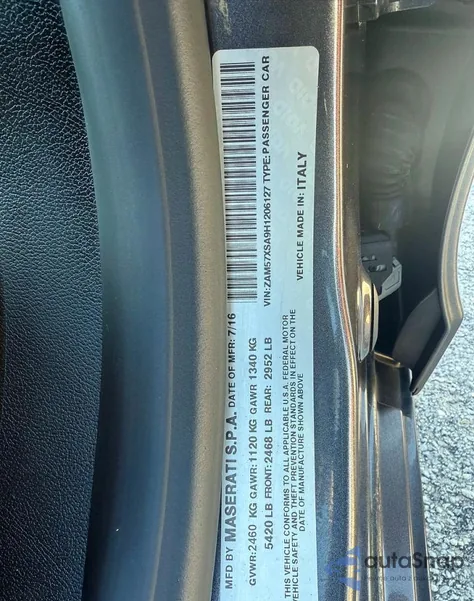 MFD BY MASERATI S.P.A. DATE OF MFR: 7/16
GVWR:2460 KG GAWR:1120 KG GAWR 1340 KG
5420 LB FRONT:2468 LB REAR: 2952 LB
THIS VEHICLE CONFORMS TO ALL APPLICABLE U.S.A. FEDERAL MOTOR
VEHICLE SAFETY AND THEFT PREVENTION STANDARDS IN EFFECT ON THE
DATE OF MANUFACTURE SHOWN ABOVE
VIN:ZAM57XSA9H1206127 TYPE:PASSENGER CAR
VEHICLE MADE IN: ITALY
autoSnap